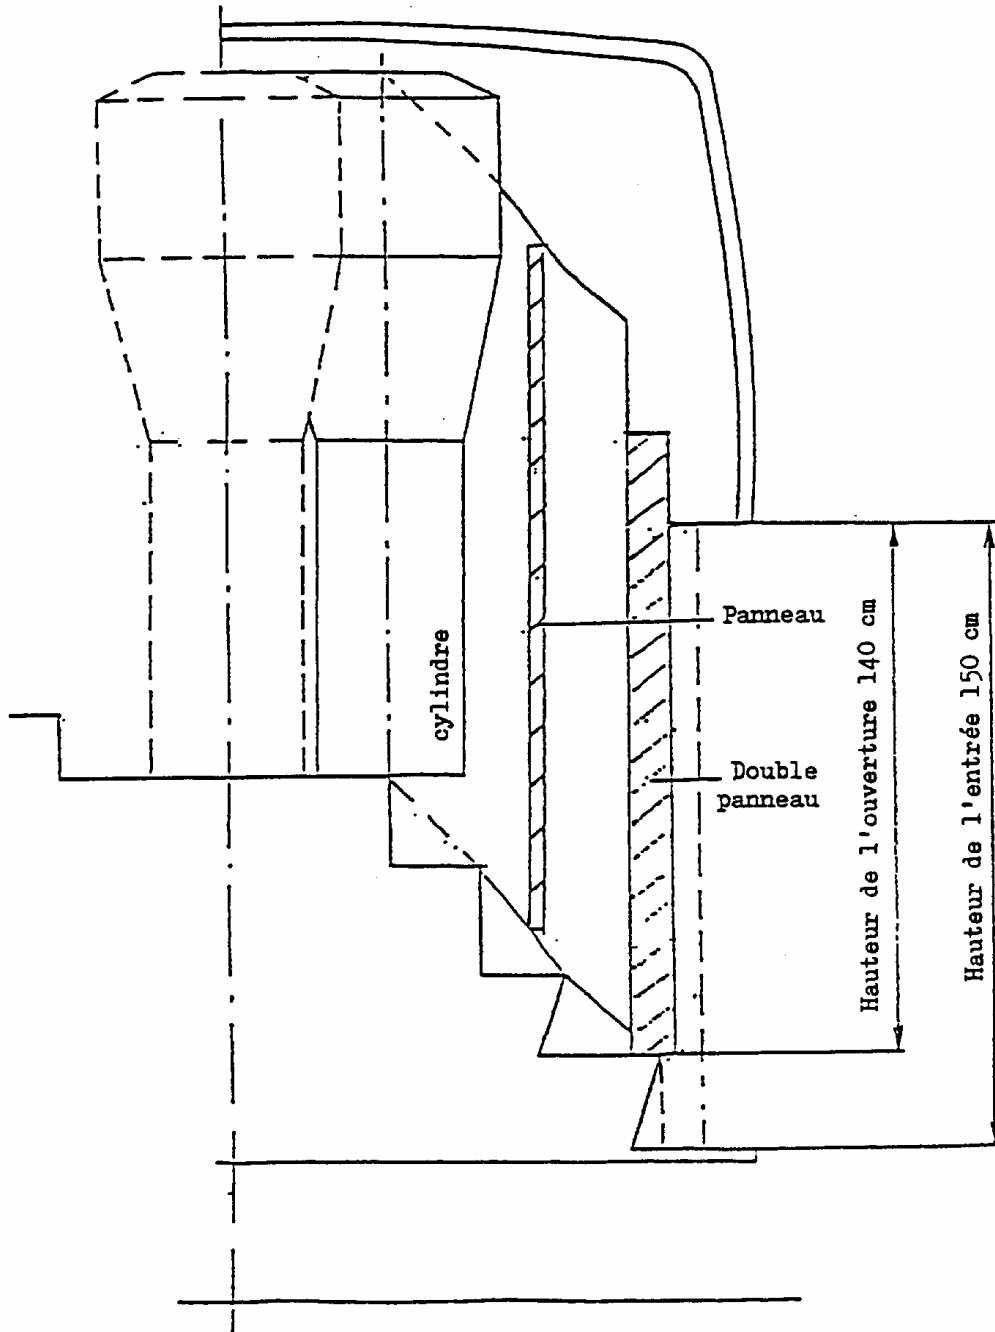 Panneau
cylindre
Double
panneau
Hauteur de l'ouverture 140 cm
Hauteur de l'entrée 150 cm